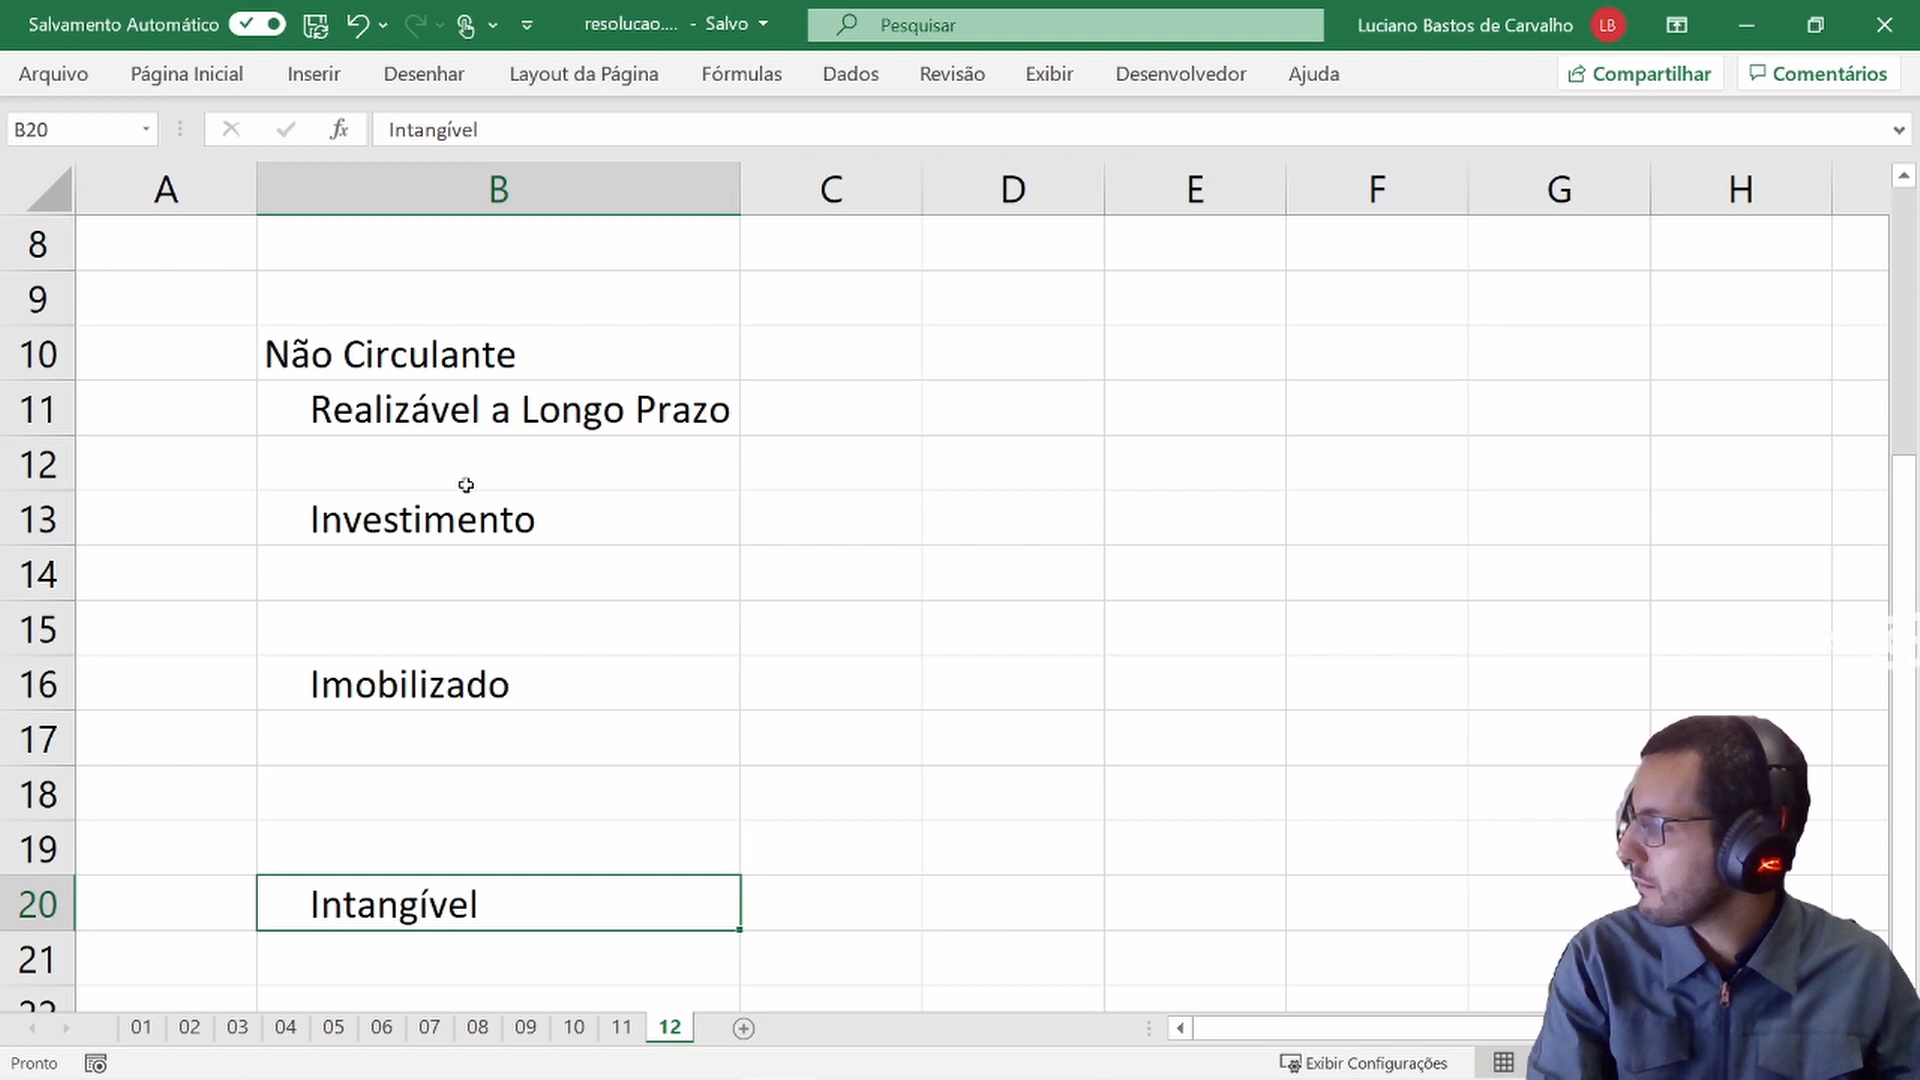 Salvamento Automático
resolucao.... - Salvo
Pesquisar
Luciano Bastos de Carvalho
LB
Arquivo Página Inicial Inserir Desenhar Layout da Página Fórmulas Dados Revisão Exibir Desenvolvedor Ajuda
Compartilhar
Comentários
B20
fx
Intangível
A B C D E F G H
8
9
10 Não Circulante
11 Realizável a Longo Prazo
12
13 Investimento
14
15
16 Imobilizado
17
18
19
20 Intangível
21
22
01 02 03 04 05 06 07 08 09 10 11 12
Pronto
Exibir Configurações